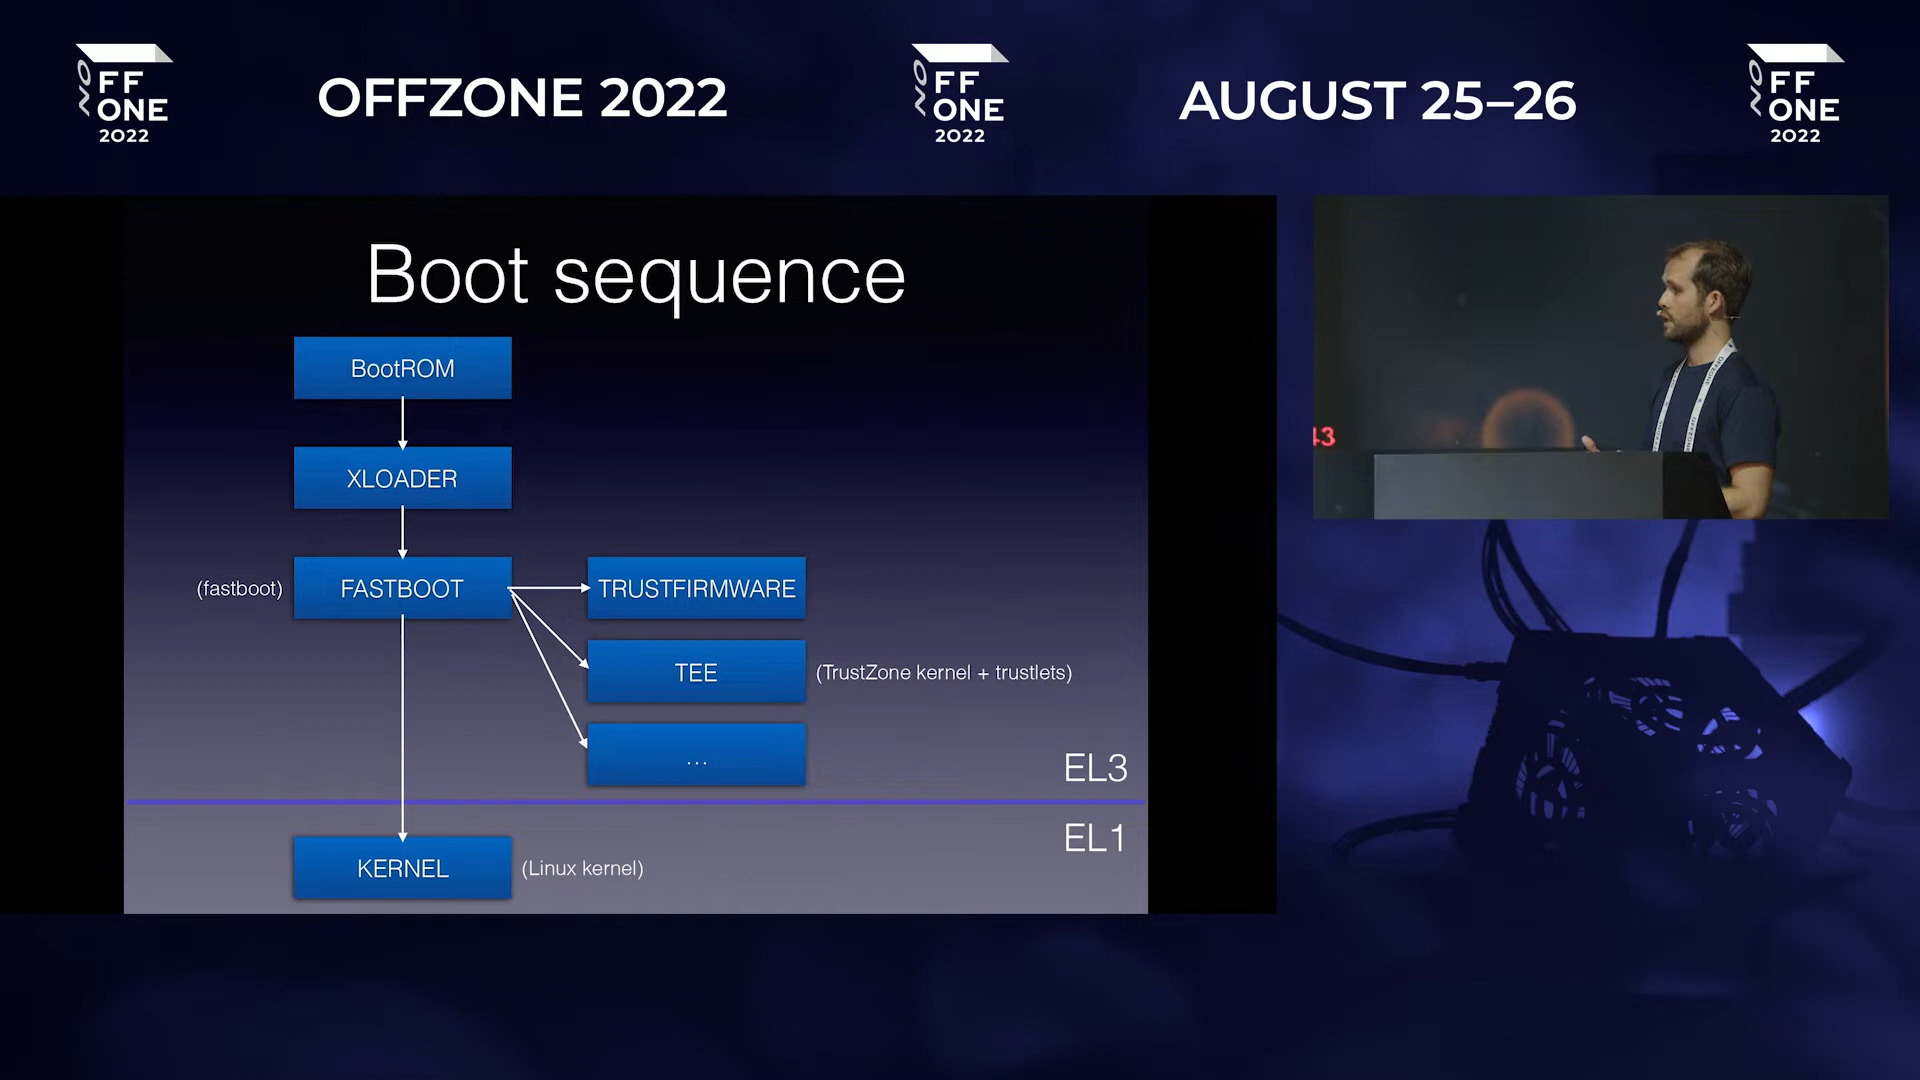 OFF
ZONE
2022
OFFZONE 2022
OFF
ZONE
2022
AUGUST 25–26
OFF
ZONE
2022
Boot sequence
BootROM
XLOADER
(fastboot)
FASTBOOT
TRUSTFIRMWARE
TEE
(TrustZone kernel + trustlets)
...
EL3
EL1
KERNEL
(Linux kernel)
43